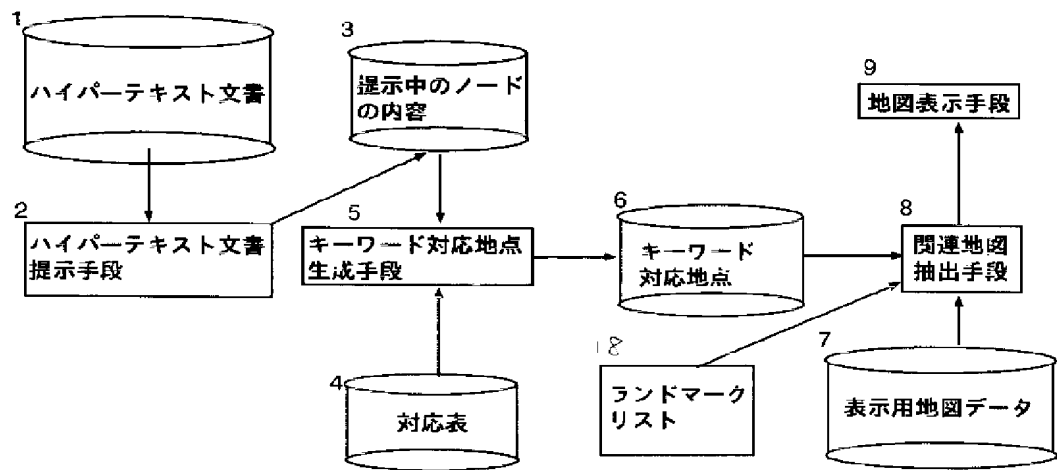 1
ハイパーテキスト文書
3
提示中のノード
の内容
9
地図表示手段
2
ハイパーテキスト文書
提示手段
5
キーワード対応地点
生成手段
6
キーワード
対応地点
8
関連地図
抽出手段
4
対応表
18
ランドマーク
リスト
7
表示用地図データ